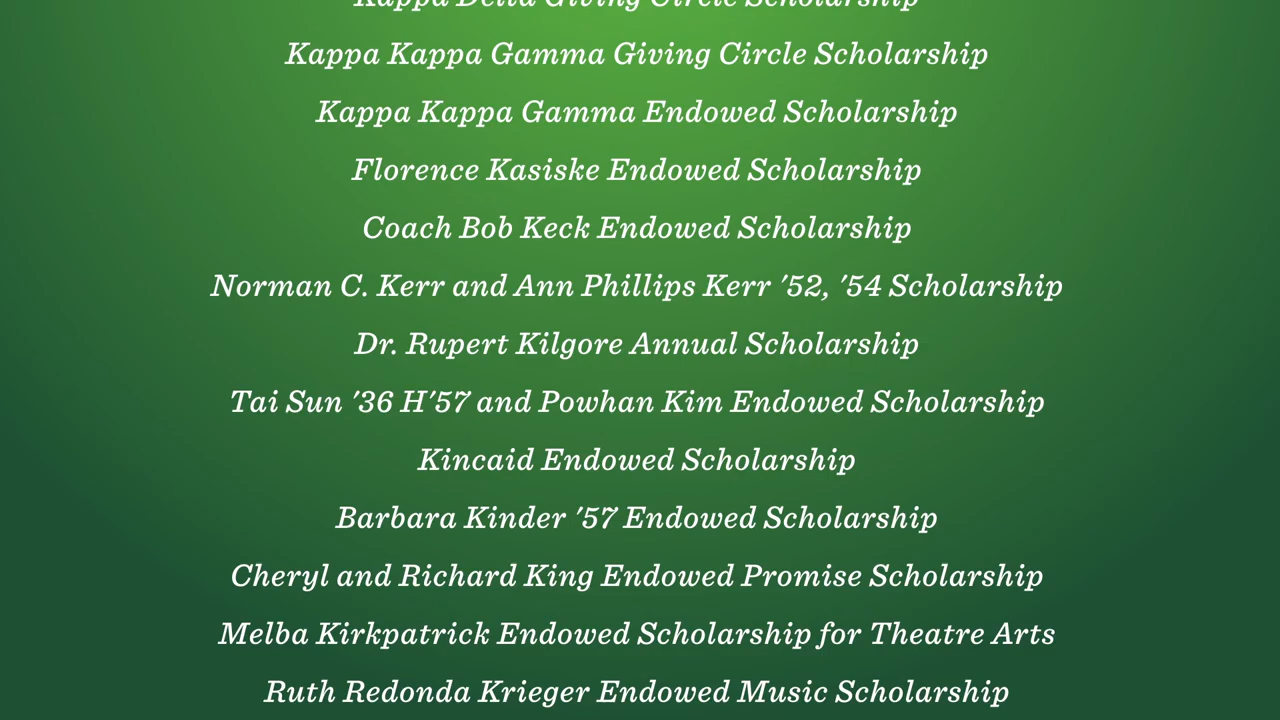 Kappa Delta Giving Circle Scholarship
Kappa Kappa Gamma Giving Circle Scholarship
Kappa Kappa Gamma Endowed Scholarship
Florence Kasiske Endowed Scholarship
Coach Bob Keck Endowed Scholarship
Norman C. Kerr and Ann Phillips Kerr '52, '54 Scholarship
Dr. Rupert Kilgore Annual Scholarship
Tai Sun '36 H'57 and Powhan Kim Endowed Scholarship
Kincaid Endowed Scholarship
Barbara Kinder '57 Endowed Scholarship
Cheryl and Richard King Endowed Promise Scholarship
Melba Kirkpatrick Endowed Scholarship for Theatre Arts
Ruth Redonda Krieger Endowed Music Scholarship